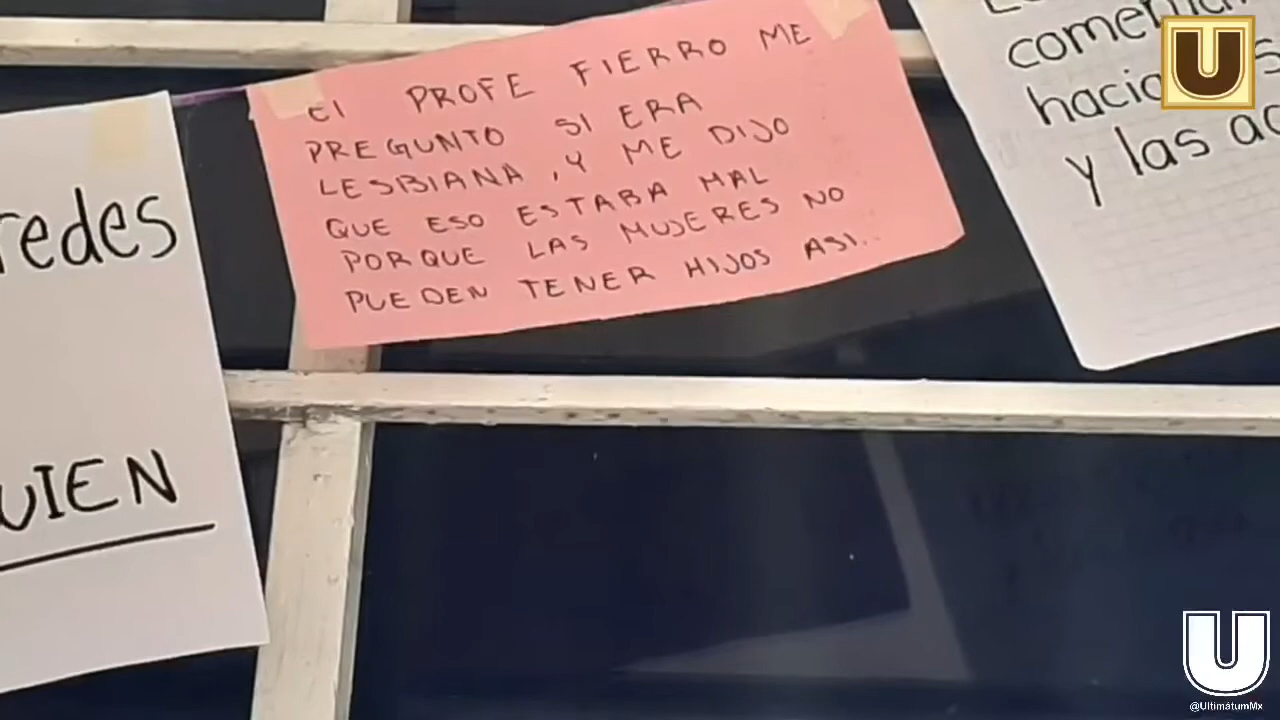 redes
UIEN
El PROFE FIERRO ME
PREGUNTO SI ERA
LESBIANA, Y ME DIJO
QUE ESO ESTABA MAL
PORQUE LAS MUJERES NO
PUEDEN TENER HIJOS ASI..
hacia
y las
U
U
@UltimátumMx